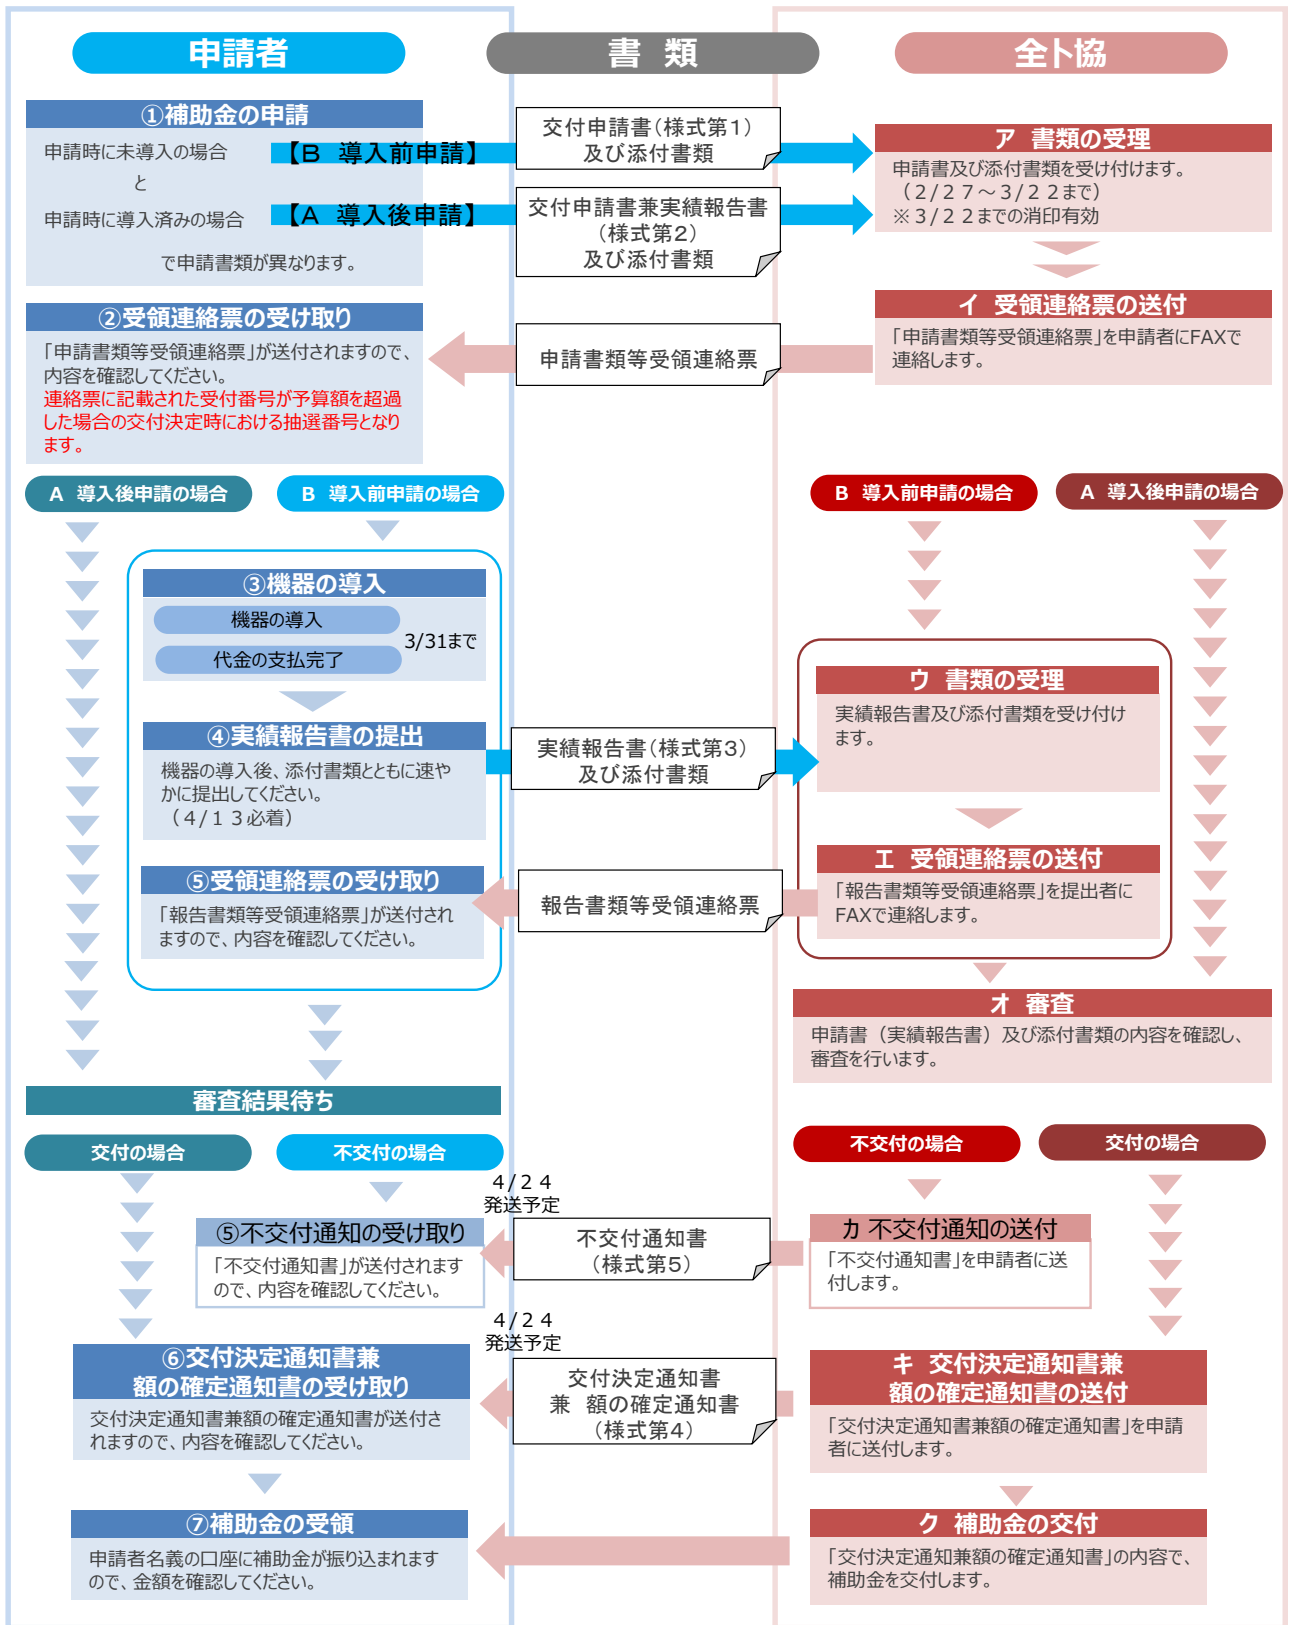 申請者
書 類
全ト協
①補助金の申請
申請時に未導入の場合
と
申請時に導入済みの場合
で申請書類が異なります。
【B 導入前申請】
【A 導入後申請】
交付申請書（様式第1）
及び添付書類
交付申請書兼実績報告書
（様式第2）
及び添付書類
ア 書類の受理
申請書及び添付書類を受け付けます。
（２/２７～３/２２まで）
※３/２２までの消印有効
②受領連絡票の受け取り
「申請書類等受領連絡票」が送付されますので、
内容を確認してください。
連絡票に記載された受付番号が予算額を超過
した場合の交付決定時における抽選番号となり
ます。
申請書類等受領連絡票
イ 受領連絡票の送付
「申請書類等受領連絡票」を申請者にFAXで
連絡します。
A 導入後申請の場合
B 導入前申請の場合
B 導入前申請の場合
A 導入後申請の場合
③機器の導入
機器の導入
代金の支払完了
3/31まで
④実績報告書の提出
機器の導入後、添付書類とともに速や
かに提出してください。
（４/１３必着）
実績報告書（様式第3）
及び添付書類
ウ 書類の受理
実績報告書及び添付書類を受け付け
ます。
⑤受領連絡票の受け取り
「報告書類等受領連絡票」が送付され
ますので、内容を確認してください。
報告書類等受領連絡票
エ 受領連絡票の送付
「報告書類等受領連絡票」を提出者に
FAXで連絡します。
オ 審査
申請書（実績報告書）及び添付書類の内容を確認し、
審査を行います。
審査結果待ち
交付の場合
不交付の場合
不交付の場合
交付の場合
４/２４
発送予定
⑤不交付通知の受け取り
「不交付通知書」が送付されます
ので、内容を確認してください。
不交付通知書
（様式第5）
カ 不交付通知の送付
「不交付通知書」を申請者に送
付します。
４/２４
発送予定
⑥交付決定通知書兼
額の確定通知書の受け取り
交付決定通知書兼額の確定通知書が送付さ
れますので、内容を確認してください。
交付決定通知書
兼 額の確定通知書
（様式第4）
キ 交付決定通知書兼
額の確定通知書の送付
「交付決定通知書兼額の確定通知書」を申請
者に送付します。
⑦補助金の受領
申請者名義の口座に補助金が振り込まれます
ので、金額を確認してください。
ク 補助金の交付
「交付決定通知兼額の確定通知書」の内容で、
補助金を交付します。